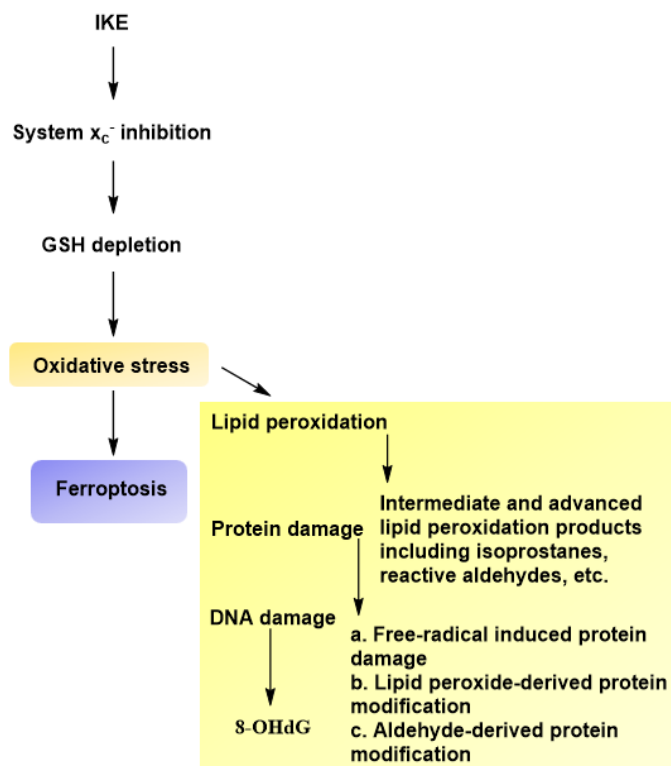 IKE
System xc⁻ inhibition
GSH depletion
Oxidative stress
Ferroptosis
Lipid peroxidation
Intermediate and advanced
lipid peroxidation products
including isoprostanes,
reactive aldehydes, etc.
Protein damage
a. Free-radical induced protein
damage
b. Lipid peroxide-derived protein
modification
c. Aldehyde-derived protein
modification
DNA damage
8-OHdG